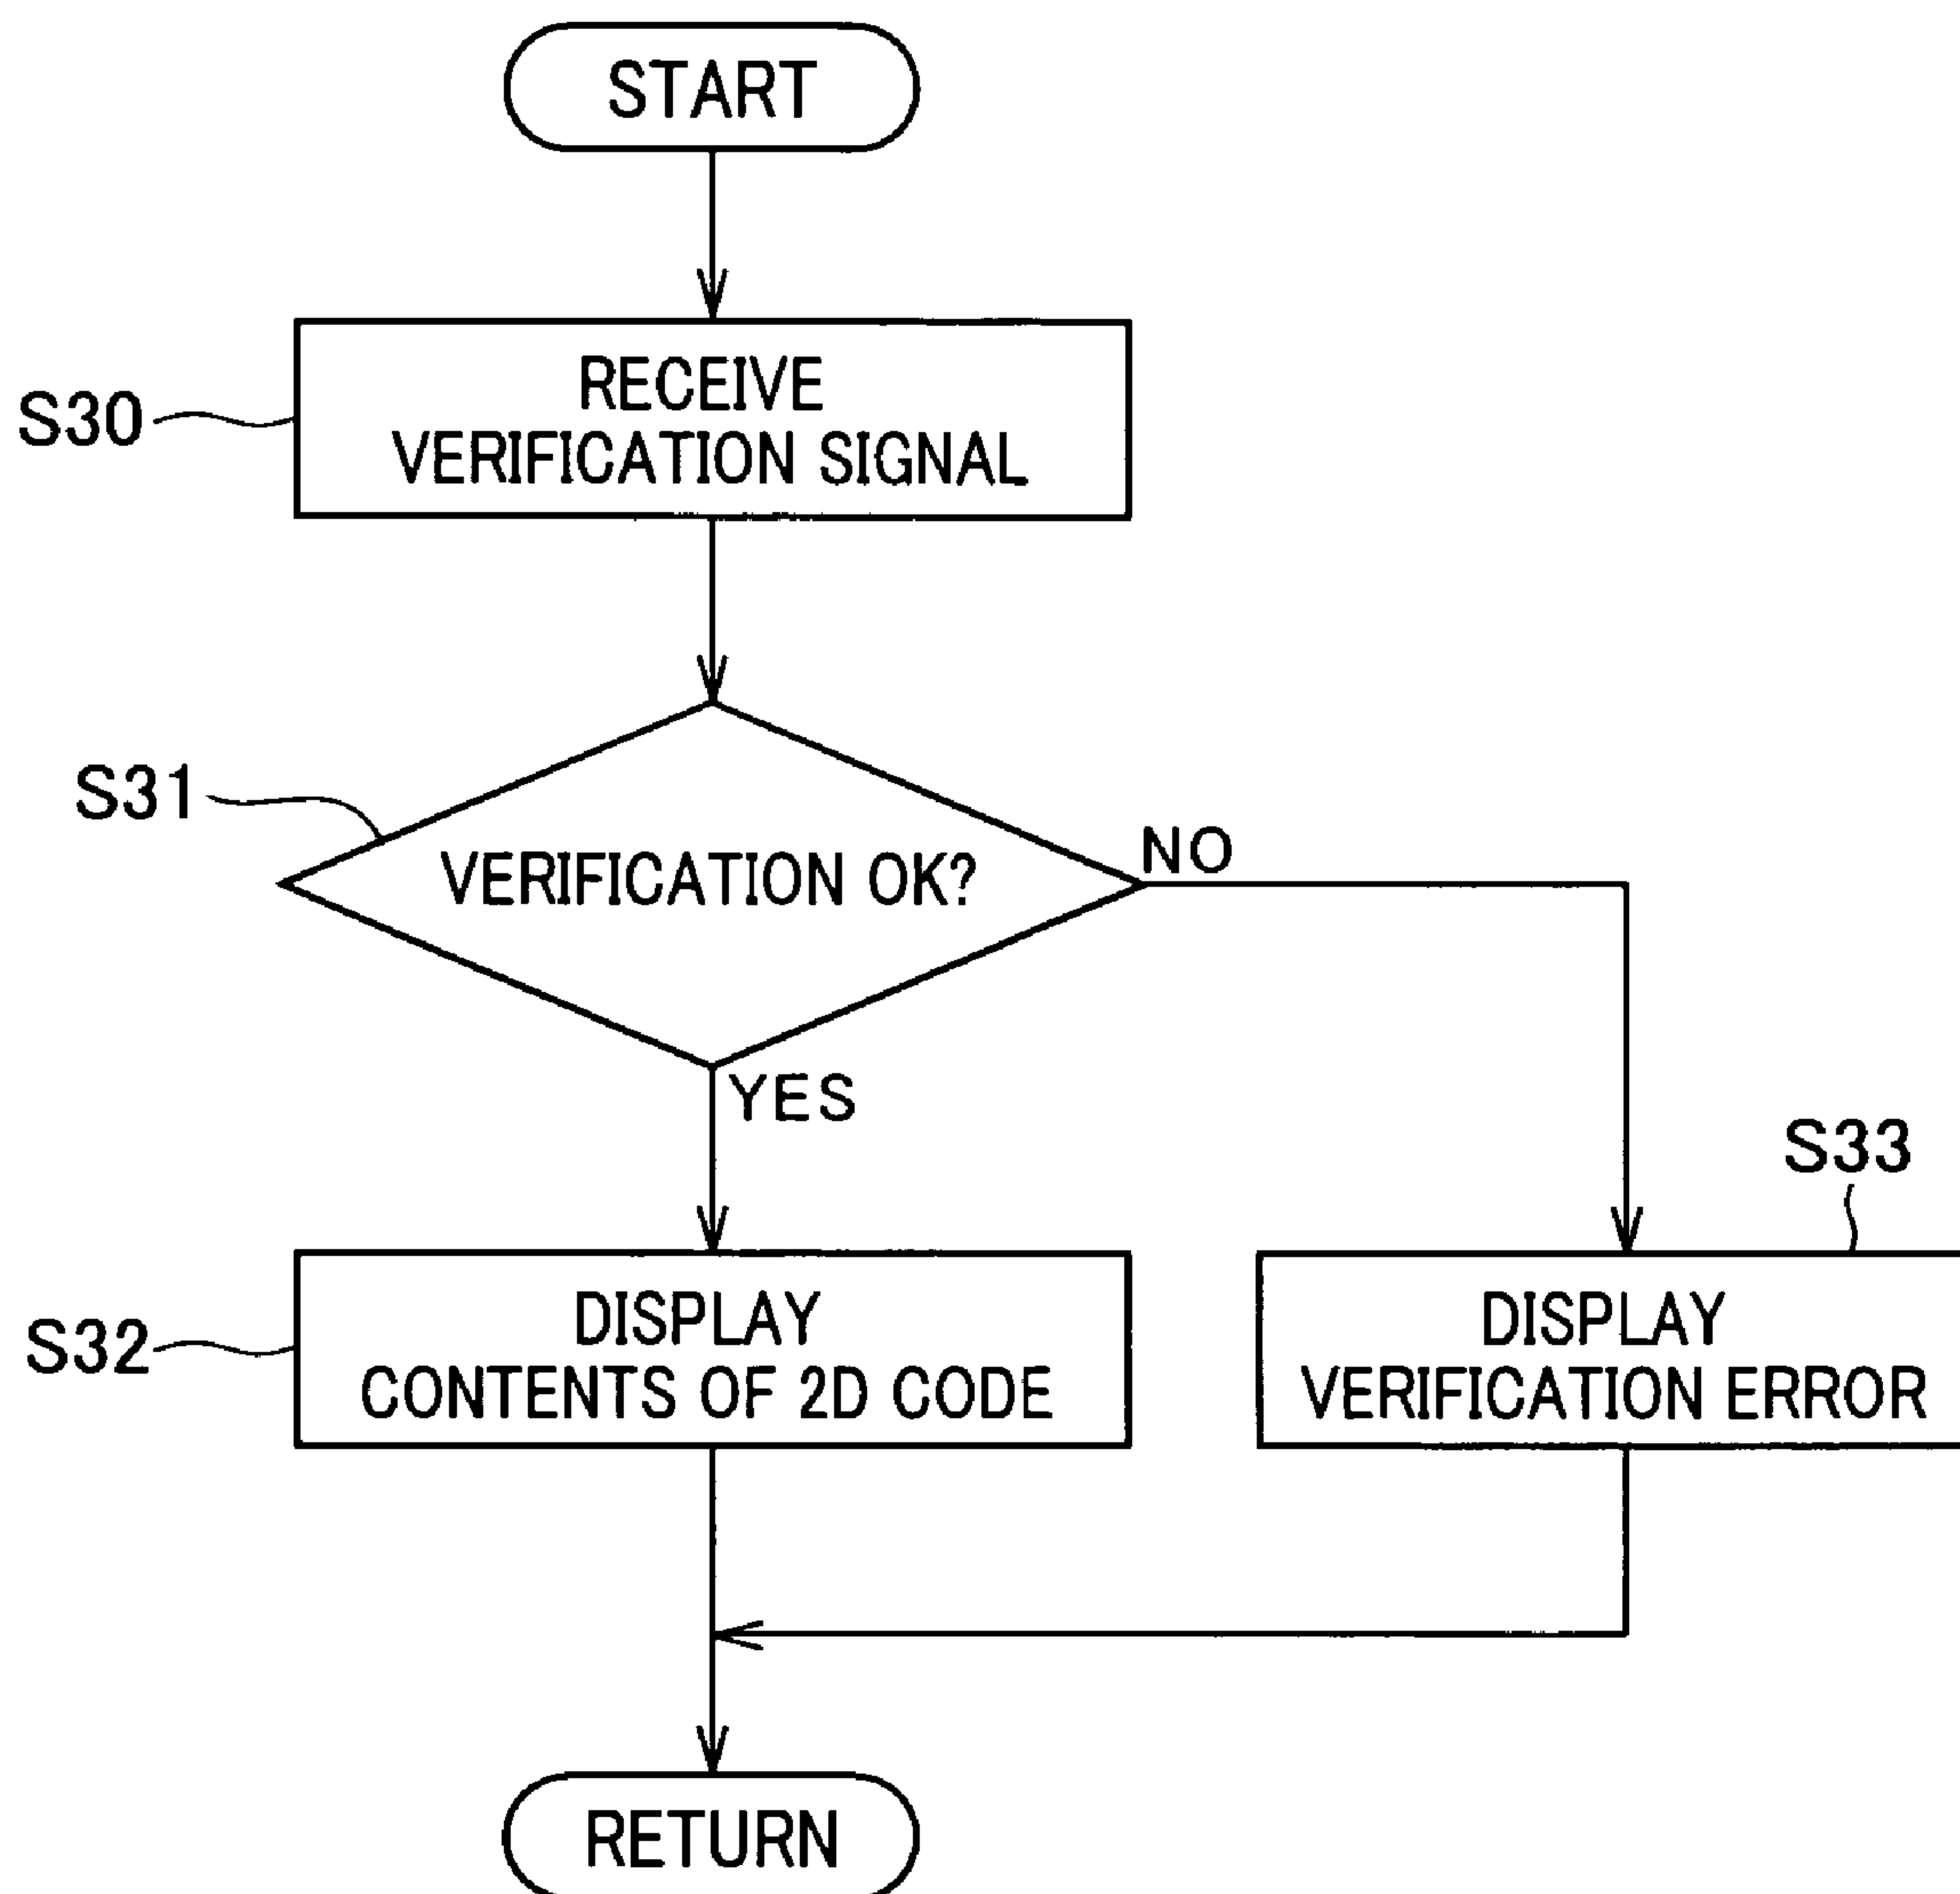 START
S30
RECEIVE
VERIFICATION SIGNAL
S31
VERIFICATION OK?
NO
YES
S33
S32
DISPLAY
CONTENTS OF 2D CODE
DISPLAY
VERIFICATION ERROR
RETURN